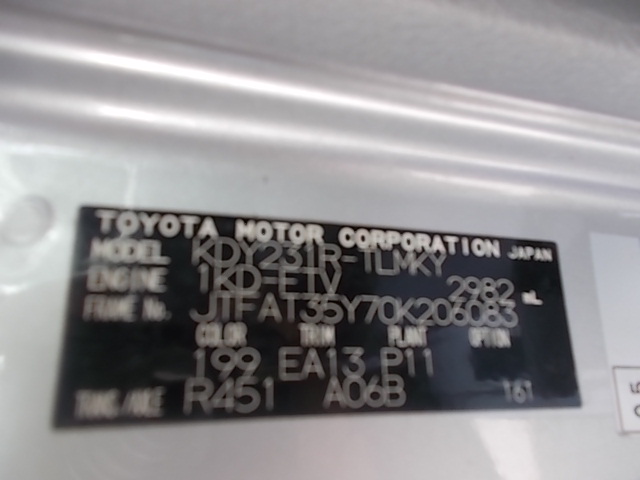 TOYOTA MOTOR CORPORATION JAPAN
MODEL KDY231R-TLMKY
ENGINE 1KD-FTV 2982 mL
FRAME No. JTFAT35Y70K206083
COLOR TRIM PLANT OPTION
199 EA13 P11
TRANS/AXLE R451 A06B 161